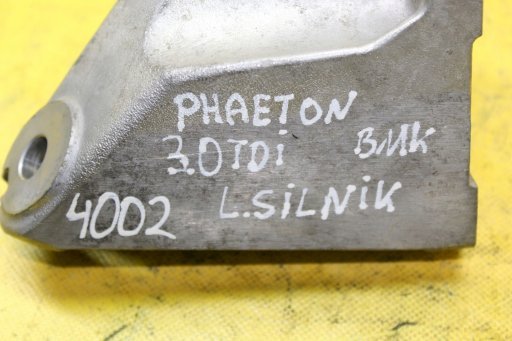 PHAETON
3.0TDi BMK
4002 L.SiLNiK